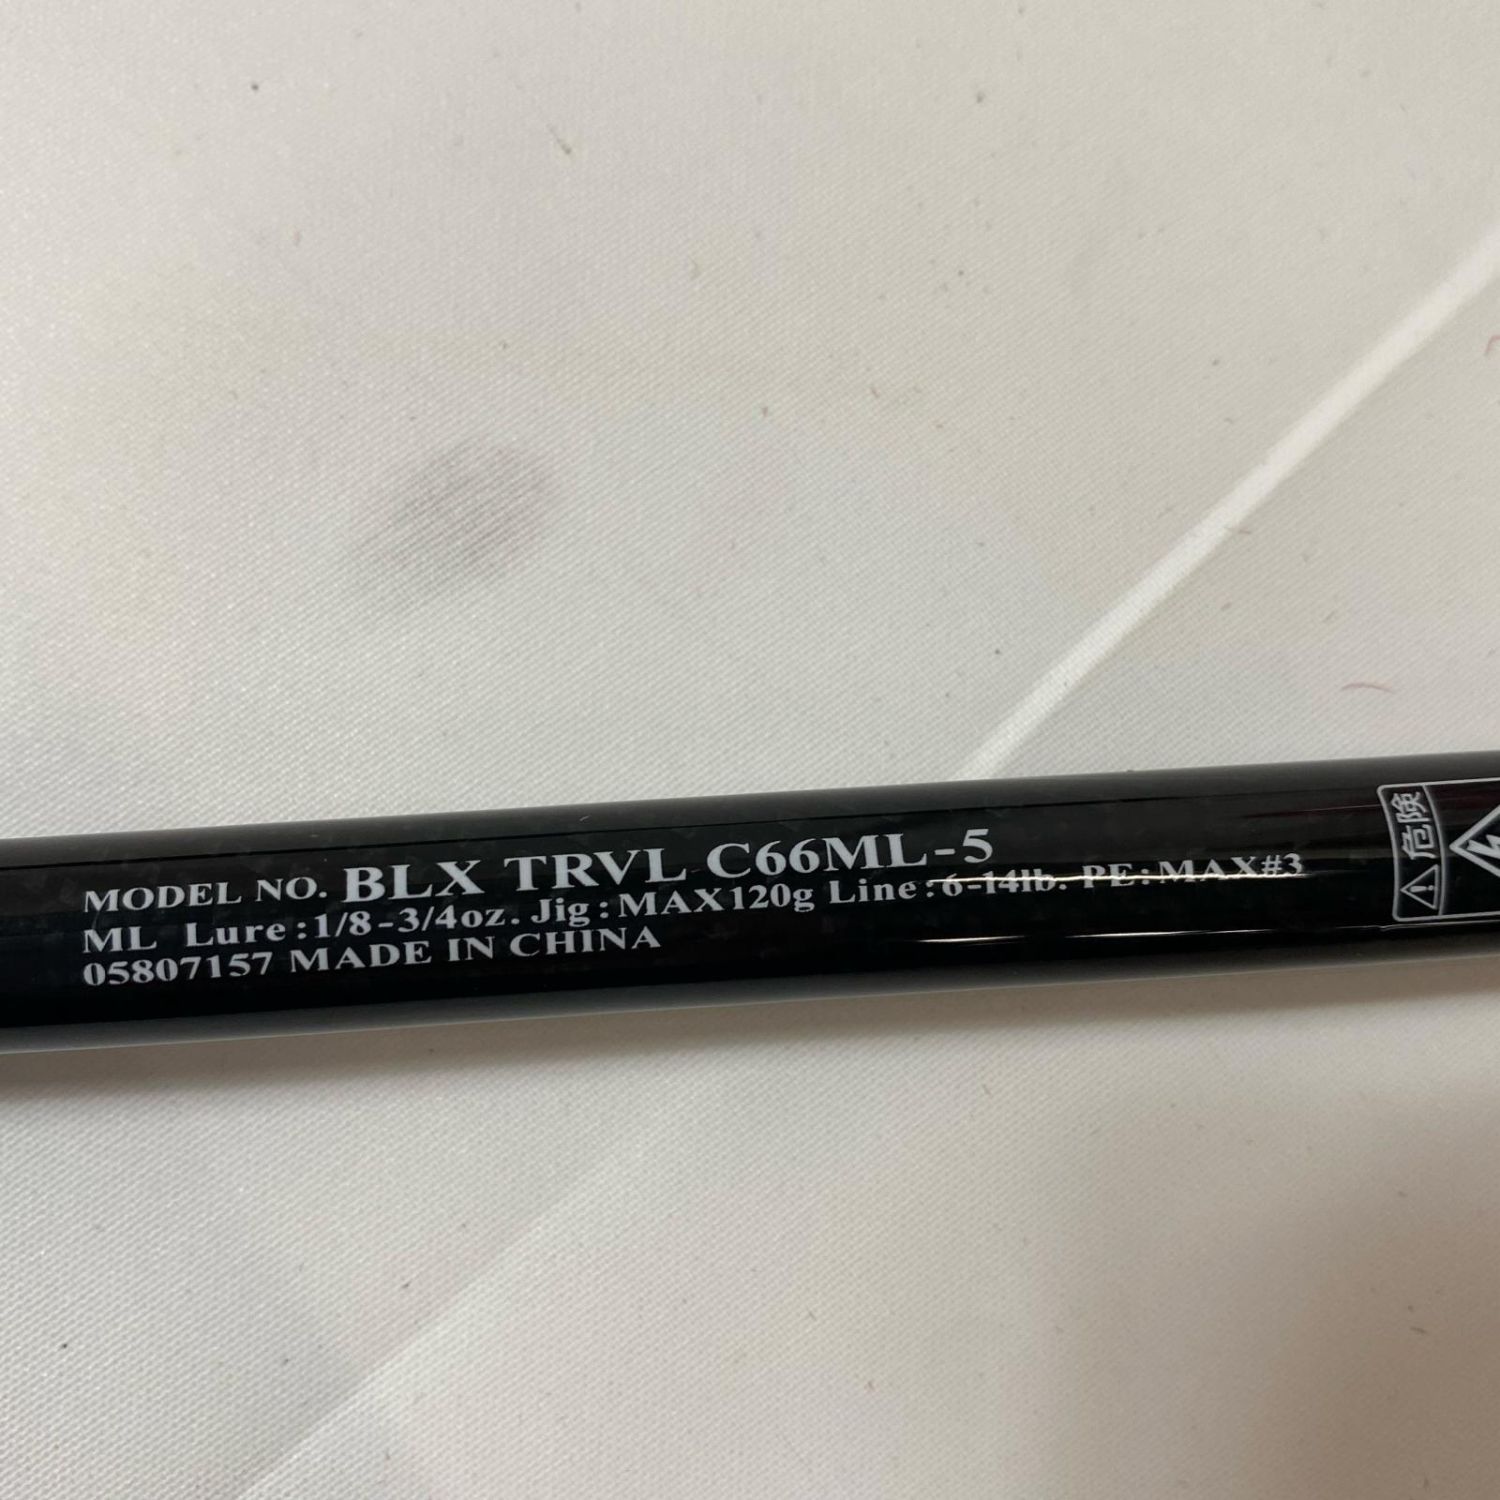 MODEL NO. BLX TRVL C66ML-5
ML Lure:1/8-3/4oz. Jig:MAX120g Line:6-14lb. PE:MAX#3
05807157 MADE IN CHINA
危険